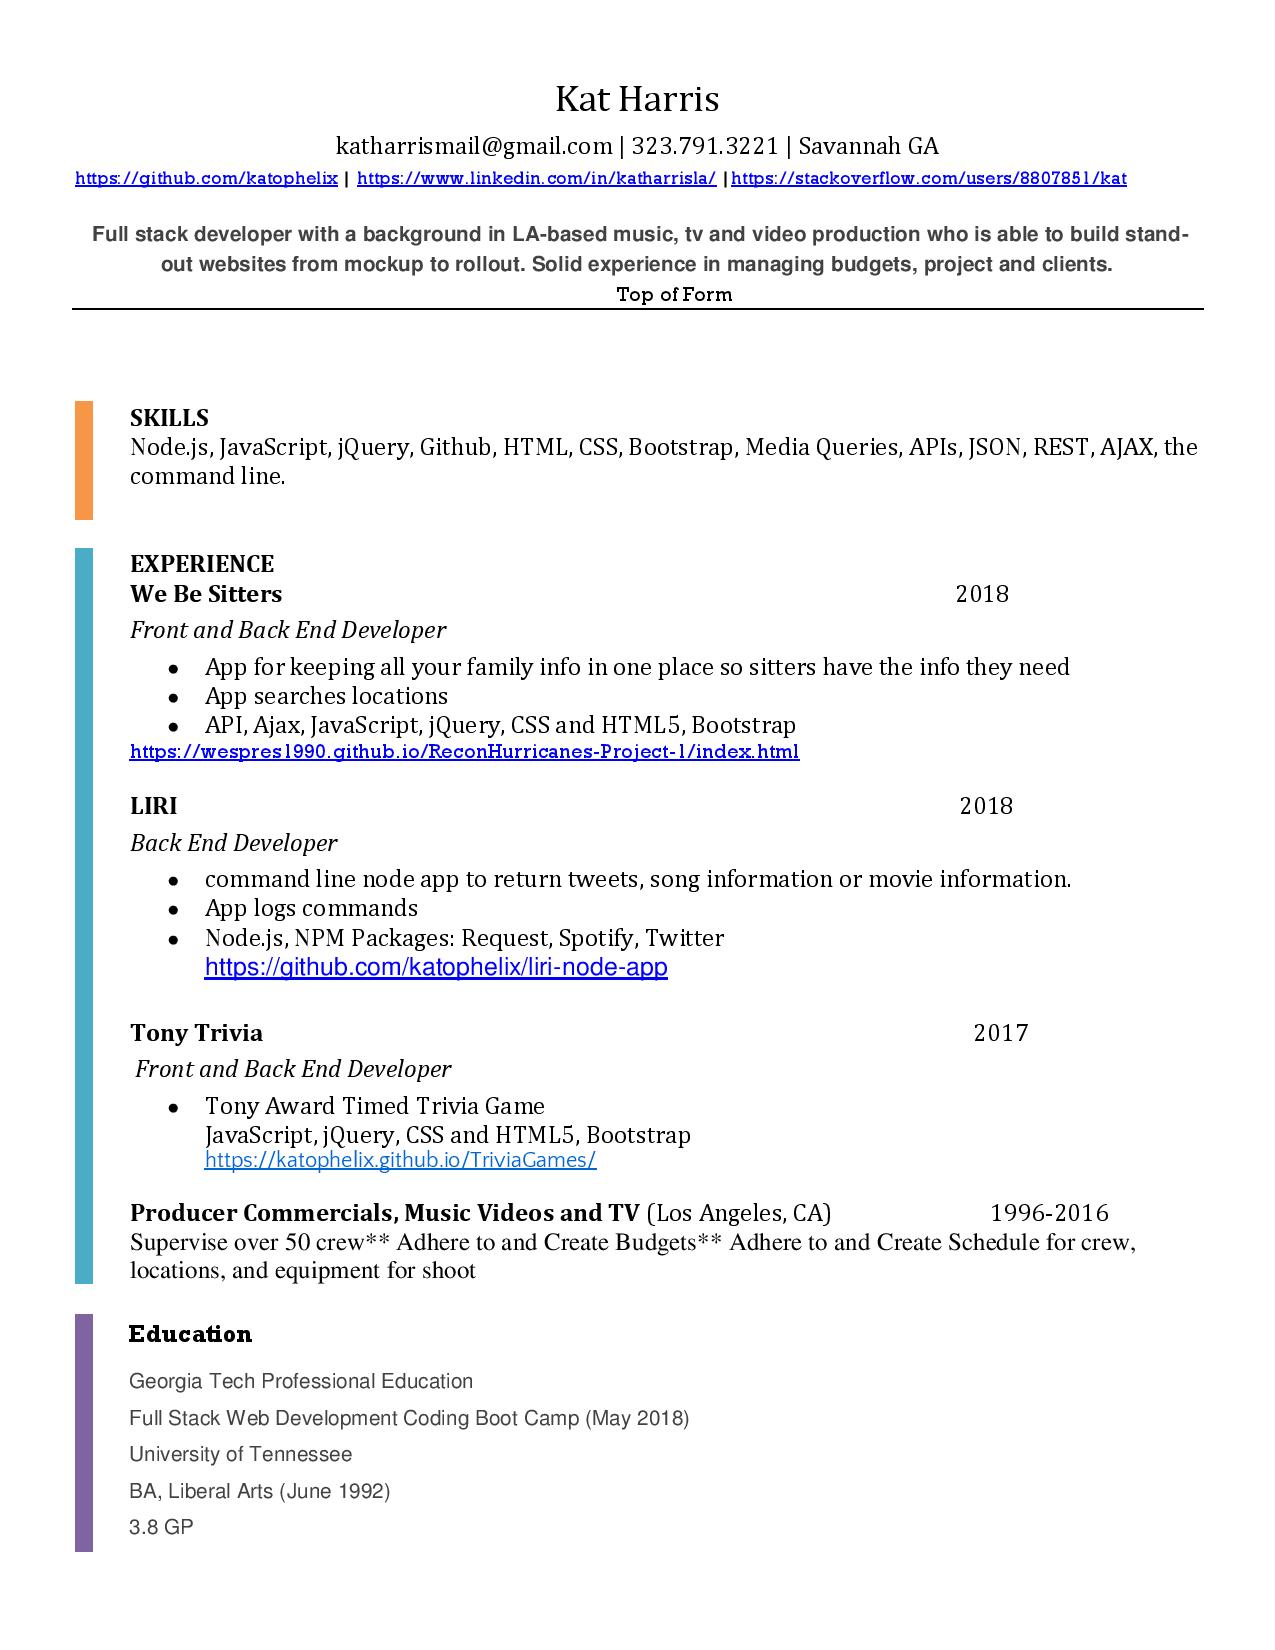 Kat Harris
katharrismail@gmail.com | 323.791.3221 | Savannah GA
https://github.com/katophelix | https://www.linkedin.com/in/katharrisla/ |https://stackoverflow.com/users/8807851/kat
Full stack developer with a background in LA-based music, tv and video production who is able to build stand-
out websites from mockup to rollout. Solid experience in managing budgets, project and clients.
Top of Form
SKILLS
Node.js, JavaScript, jQuery, Github, HTML, CSS, Bootstrap, Media Queries, APIs, JSON, REST, AJAX, the
command line.
EXPERIENCE
We Be Sitters 2018
Front and Back End Developer
● App for keeping all your family info in one place so sitters have the info they need
● App searches locations
● API, Ajax, JavaScript, jQuery, CSS and HTML5, Bootstrap
https://wespres1990.github.io/ReconHurricanes-Project-1/index.html
LIRI 2018
Back End Developer
● command line node app to return tweets, song information or movie information.
● App logs commands
● Node.js, NPM Packages: Request, Spotify, Twitter
https://github.com/katophelix/liri-node-app
Tony Trivia 2017
Front and Back End Developer
● Tony Award Timed Trivia Game
JavaScript, jQuery, CSS and HTML5, Bootstrap
https://katophelix.github.io/TriviaGames/
Producer Commercials, Music Videos and TV (Los Angeles, CA) 1996-2016
Supervise over 50 crew** Adhere to and Create Budgets** Adhere to and Create Schedule for crew,
locations, and equipment for shoot
Education
Georgia Tech Professional Education
Full Stack Web Development Coding Boot Camp (May 2018)
University of Tennessee
BA, Liberal Arts (June 1992)
3.8 GP